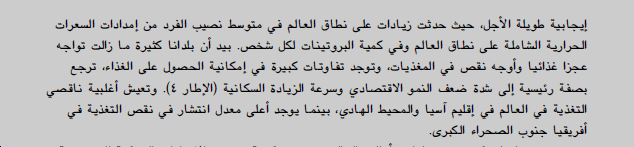 إيجابية طويلة الأجل، حيث حدثت زيادات على نطاق العالم في متوسط نصيب الفرد من إمدادات السعرات
الحرارية الشاملة على نطاق العالم وفي كمية البروتينات لكل شخص. بيد أن بلدانا كثيرة ما زالت تواجه
عجزا غذائيا وأوجه نقص في المغذيات، وتوجد تفاوتات كبيرة في إمكانية الحصول على الغذاء، ترجع
بصفة رئيسية إلى شدة ضعف النمو الاقتصادي وسرعة الزيادة السكانية (الإطار ٤). وتعيش أغلبية ناقصي
التغذية في العالم في إقليم آسيا والمحيط الهادي، بينما يوجد أعلى معدل انتشار في نقص التغذية في
أفريقيا جنوب الصحراء الكبرى.